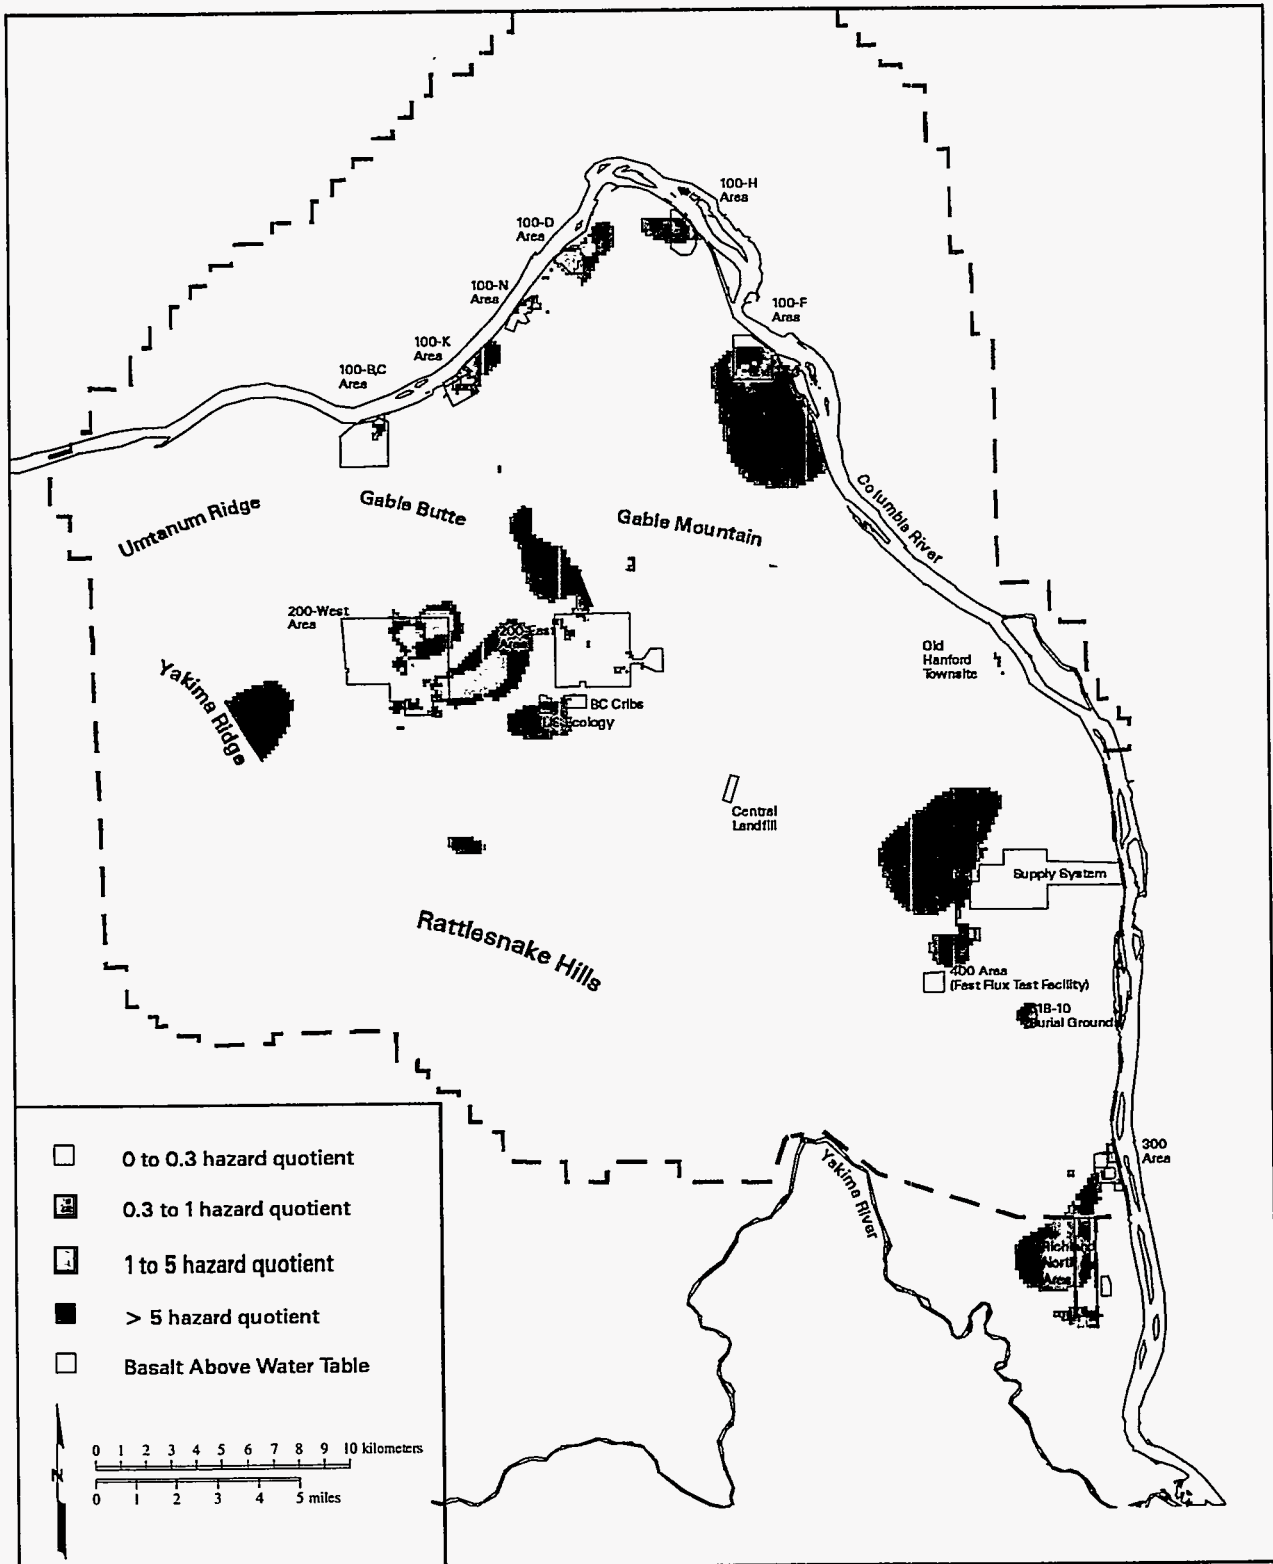 100-H
Area
100-D
Area
100-N
Area
100-F
Area
100-K
Area
100-B,C
Area
Columbia River
Umtanum Ridge
Gable Butte
Gable Mountain
200-West
Area
200-East
Area
Old
Hanford
Townsite
Yakima Ridge
BC Cribs
US Ecology
Central
Landfill
Supply System
Rattlesnake Hills
400 Area
(Fast Flux Test Facility)
618-10
Burial Ground
300
Area
Yakima River
Richland
North
Area
0 to 0.3 hazard quotient
0.3 to 1 hazard quotient
1 to 5 hazard quotient
> 5 hazard quotient
Basalt Above Water Table
N
0 1 2 3 4 5 6 7 8 9 10 kilometers
0 1 2 3 4 5 miles